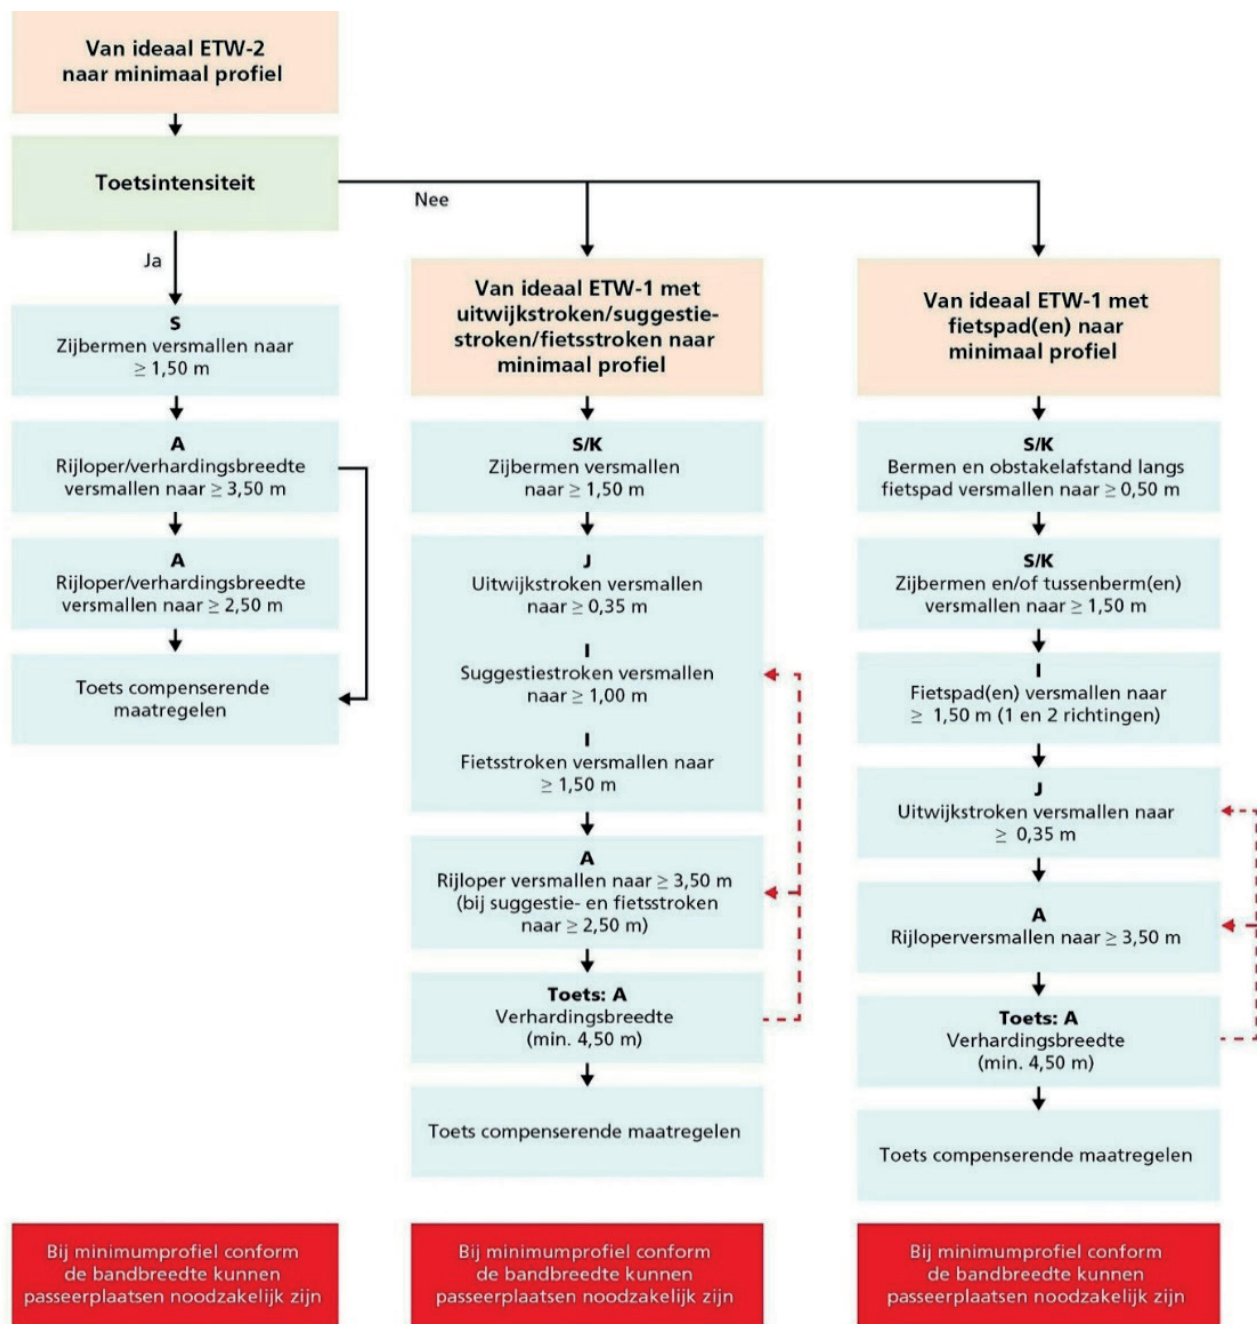 Van ideaal ETW-2
naar minimaal profiel
Toetsintensiteit
Nee
Ja
S
Zijbermen versmallen naar
≥ 1,50 m
A
Rijloper/verhardingsbreedte
versmallen naar ≥ 3,50 m
A
Rijloper/verhardingsbreedte
versmallen naar ≥ 2,50 m
Toets compenserende
maatregelen
Bij minimumprofiel conform
de bandbreedte kunnen
passeerplaatsen noodzakelijk zijn
Van ideaal ETW-1 met
uitwijkstroken/suggestie-
stroken/fietsstroken naar
minimaal profiel
S/K
Zijbermen versmallen
naar ≥ 1,50 m
J
Uitwijkstroken versmallen
naar ≥ 0,35 m
I
Suggestiestroken versmallen
naar ≥ 1,00 m
I
Fietsstroken versmallen naar
≥ 1,50 m
A
Rijloper versmallen naar ≥ 3,50 m
(bij suggestie- en fietsstroken
naar ≥ 2,50 m)
Toets: A
Verhardingsbreedte
(min. 4,50 m)
Toets compenserende maatregelen
Bij minimumprofiel conform
de bandbreedte kunnen
passeerplaatsen noodzakelijk zijn
Van ideaal ETW-1 met
fietspad(en) naar
minimaal profiel
S/K
Bermen en obstakelafstand langs
fietspad versmallen naar ≥ 0,50 m
S/K
Zijbermen en/of tussenberm(en)
versmallen naar ≥ 1,50 m
I
Fietspad(en) versmallen naar
≥ 1,50 m (1 en 2 richtingen)
J
Uitwijkstroken versmallen naar
≥ 0,35 m
A
Rijloperversmallen naar ≥ 3,50 m
Toets: A
Verhardingsbreedte
(min. 4,50 m)
Toets compenserende maatregelen
Bij minimumprofiel conform
de bandbreedte kunnen
passeerplaatsen noodzakelijk zijn